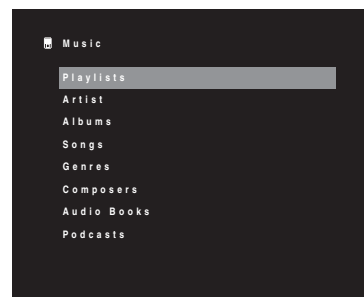 Music
Playlists
Artist
Albums
Songs
Genres
Composers
Audio Books
Podcasts